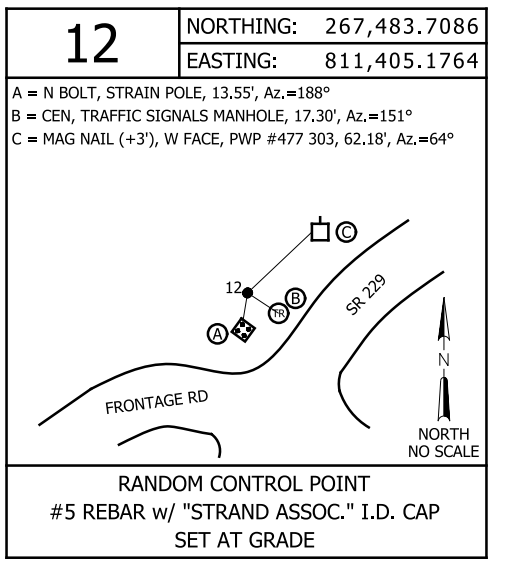 12
NORTHING: 267,483.7086
EASTING: 811,405.1764
A = N BOLT, STRAIN POLE, 13.55', Az.=188°
B = CEN, TRAFFIC SIGNALS MANHOLE, 17.30', Az.=151°
C = MAG NAIL (+3'), W FACE, PWP #477 303, 62.18', Az.=64°
C
12
B
TR
A
SR 229
FRONTAGE RD
N
NORTH
NO SCALE
RANDOM CONTROL POINT
#5 REBAR w/ "STRAND ASSOC." I.D. CAP
SET AT GRADE